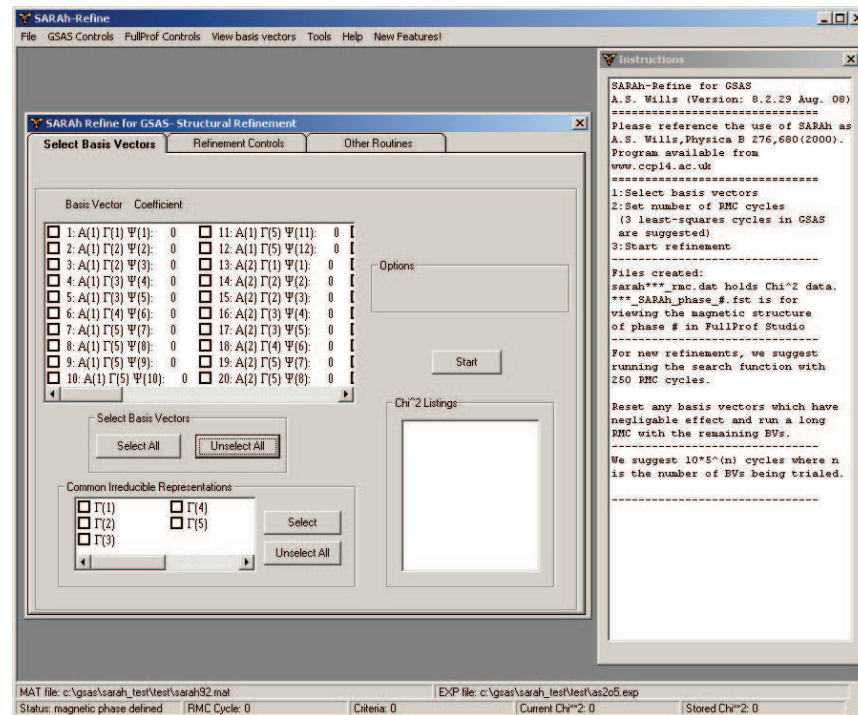 SARAh-Refine
File GSAS Controls FullProf Controls View basis vectors Tools Help New Features!
SARAh Refine for GSAS- Structural Refinement
Select Basis Vectors Refinement Controls Other Routines
Basis Vector Coefficient
1: A(1) Γ(1) Ψ(1): 0 11: A(1) Γ(5) Ψ(11): 0
2: A(1) Γ(2) Ψ(2): 0 12: A(1) Γ(5) Ψ(12): 0
3: A(1) Γ(2) Ψ(3): 0 13: A(2) Γ(1) Ψ(1): 0
4: A(1) Γ(3) Ψ(4): 0 14: A(2) Γ(2) Ψ(2): 0
5: A(1) Γ(3) Ψ(5): 0 15: A(2) Γ(2) Ψ(3): 0
6: A(1) Γ(4) Ψ(6): 0 16: A(2) Γ(3) Ψ(4): 0
7: A(1) Γ(5) Ψ(7): 0 17: A(2) Γ(3) Ψ(5): 0
8: A(1) Γ(5) Ψ(8): 0 18: A(2) Γ(4) Ψ(6): 0
9: A(1) Γ(5) Ψ(9): 0 19: A(2) Γ(5) Ψ(7): 0
10: A(1) Γ(5) Ψ(10): 0 20: A(2) Γ(5) Ψ(8): 0
Select Basis Vectors
Select All Unselect All
Common Irreducible Representations
Γ(1) Γ(4)
Γ(2) Γ(5)
Γ(3)
Select
Unselect All
Options
Start
Chi^2 Listings
Instructions
SARAh-Refine for GSAS
A.S. Wills (Version: 8.2.29 Aug. 08)
===============================
Please reference the use of SARAh as
A.S. Wills,Physica B 276,680(2000).
Program available from
www.ccp14.ac.uk
===============================
1:Select basis vectors
2:Set number of RMC cycles
(3 least-squares cycles in GSAS
are suggested)
3:Start refinement
-------------------------------
Files created:
sarah***_rmc.dat holds Chi^2 data.
***_SARAh_phase_#.fst is for
viewing the magnetic structure
of phase # in FullProf Studio
-------------------------------
For new refinements, we suggest
running the search function with
250 RMC cycles.
Reset any basis vectors which have
negligable effect and run a long
RMC with the remaining BVs.
-------------------------------
We suggest 10*5^(n) cycles where n
is the number of BVs being trialed.
-------------------------------
MAT file: c:\gsas\sarah_test\test\sarah92.mat EXP file: c:\gsas\sarah_test\test\as2o5.exp
Status: magnetic phase defined RMC Cycle: 0 Criteria: 0 Current Chi**2: 0 Stored Chi**2: 0